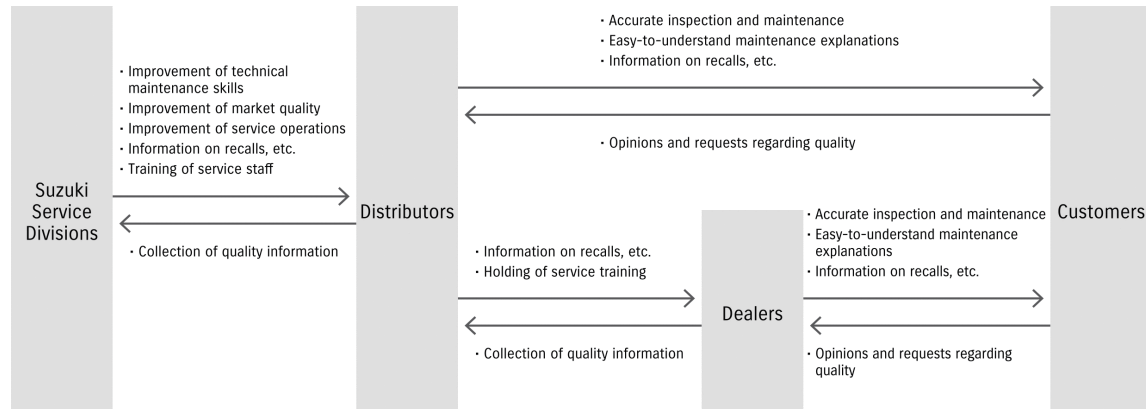 Suzuki
Service
Divisions
· Improvement of technical
maintenance skills
· Improvement of market quality
· Improvement of service operations
· Information on recalls, etc.
· Training of service staff
· Collection of quality information
Distributors
· Accurate inspection and maintenance
· Easy-to-understand maintenance explanations
· Information on recalls, etc.
· Opinions and requests regarding quality
· Information on recalls, etc.
· Holding of service training
· Collection of quality information
Dealers
· Accurate inspection and maintenance
· Easy-to-understand maintenance
explanations
· Information on recalls, etc.
· Opinions and requests regarding
quality
Customers